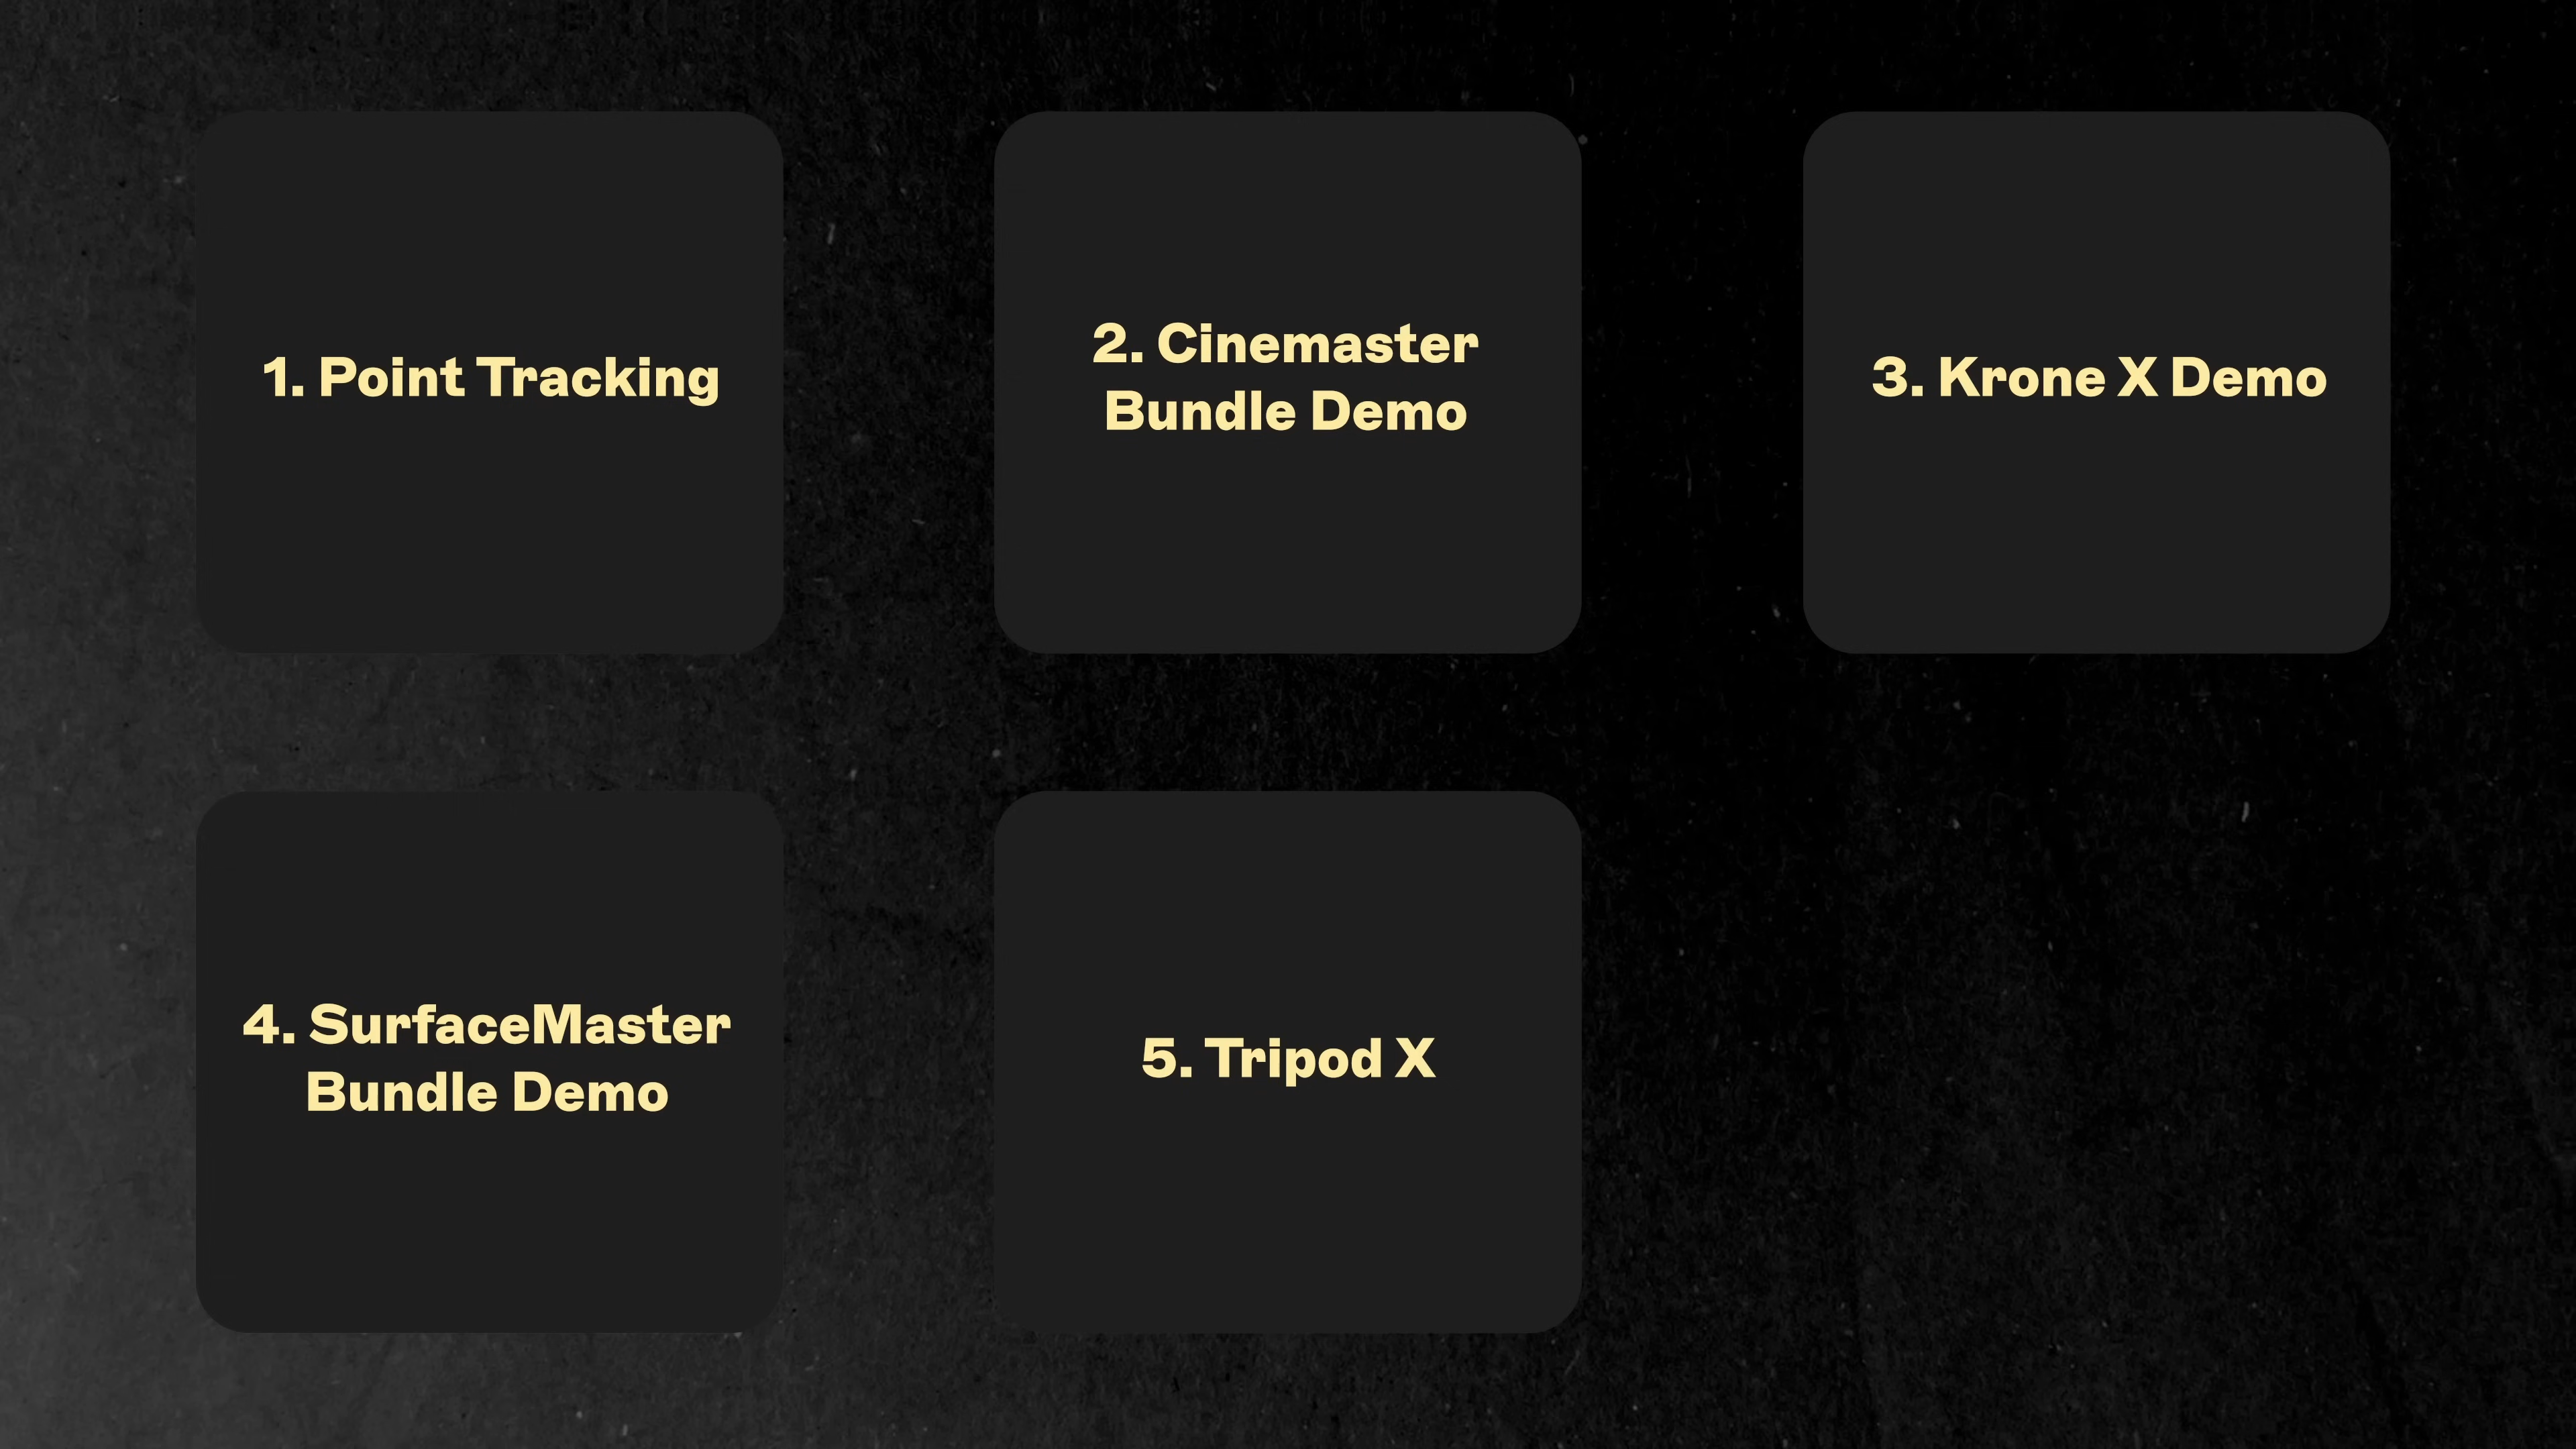 1. Point Tracking
2. Cinemaster
Bundle Demo
3. Krone X Demo
4. SurfaceMaster
Bundle Demo
5. Tripod X